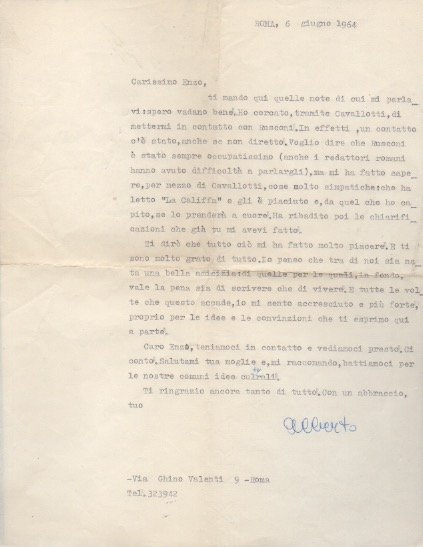 ROMA, 6 giugno 1964
Carissimo Enzo,
ti mando qui quelle note di cui mi parla_
vi:spero vadano bene.Ho cercato, tramite Cavallotti, di
mettermi in contatto con Rusconi.In effetti ,un contatto
c'è stato,anche se non diretto.Voglio dire che Rusconi
è stato sempre occupatissimo (anche i redattori romani
hanno avuto difficoltà a parlargli),ma mi ha fatto sape_
re,per mezzo di Cavallotti,cose molto simpatiche:che ha
letto "La Califfa" e gli è piaciuto e,da quel che ho ca_
pito,se lo prenderà a cuore.Ha ribadito poi le chiarifi_
cazioni che già tu mi avevi fatto.
Ti dirò che tutto ciò mi ha fatto molto piacere.E ti
sono molto grato di tutto.Io penso che tra di noi sia na_
ta una bella amicizia:di quelle per le quali,in fondo,
vale la pena sia di scrivere che di vivere.E tutte le vol_
te che questo accade,io mi sento accresciuto e più forte,
proprio per le idee e le convinzioni che ti esprimo qui
a parte.
Caro Enzo,teniamoci in contatto e vediamoci presto.Ci
conto.Salutami tua moglie e,mi raccomando,battiamoci per
le nostre comuni idee culturali.
Ti ringrazio ancora tanto di tutto.Con un abbraccio,
tuo
Alberto
-Via Ghino Valenti 9 -Roma
Tel.323942